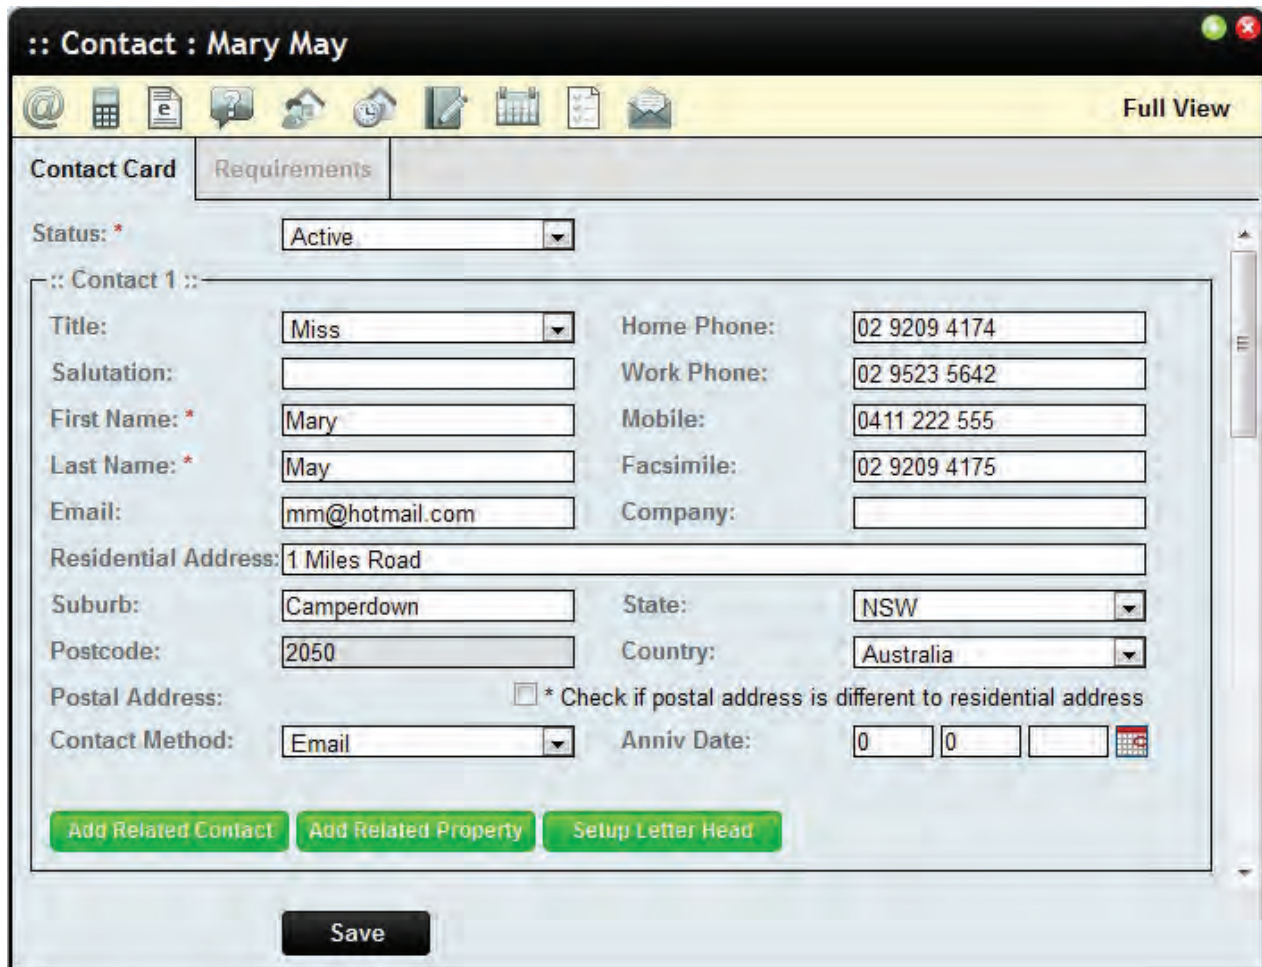 :: Contact : Mary May
Full View
Contact Card Requirements
Status: * Active
:: Contact 1 ::
Title: Miss Home Phone: 02 9209 4174
Salutation: Work Phone: 02 9523 5642
First Name: * Mary Mobile: 0411 222 555
Last Name: * May Facsimile: 02 9209 4175
Email: mm@hotmail.com Company:
Residential Address: 1 Miles Road
Suburb: Camperdown State: NSW
Postcode: 2050 Country: Australia
Postal Address: * Check if postal address is different to residential address
Contact Method: Email Anniv Date: 0 0
Add Related Contact Add Related Property Setup Letter Head
Save